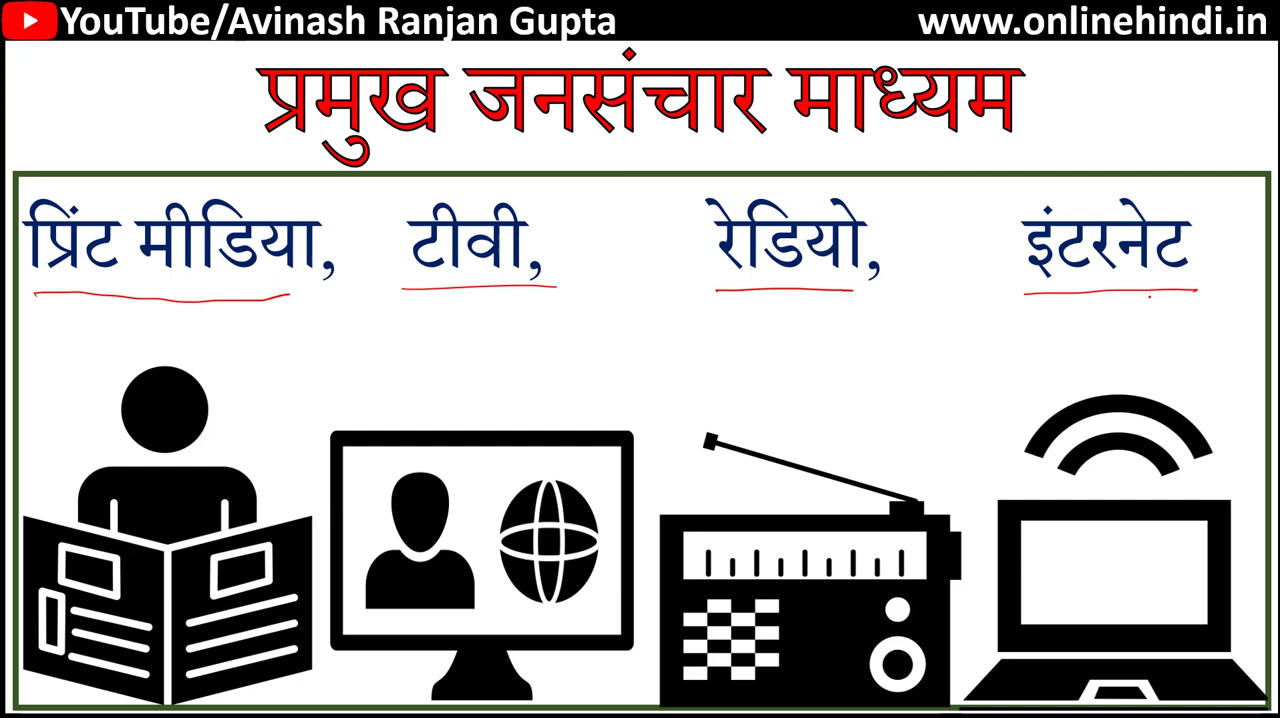 YouTube/Avinash Ranjan Gupta www.onlinehindi.in
प्रमुख जनसंचार माध्यम
प्रिंट मीडिया, टीवी, रेडियो, इंटरनेट